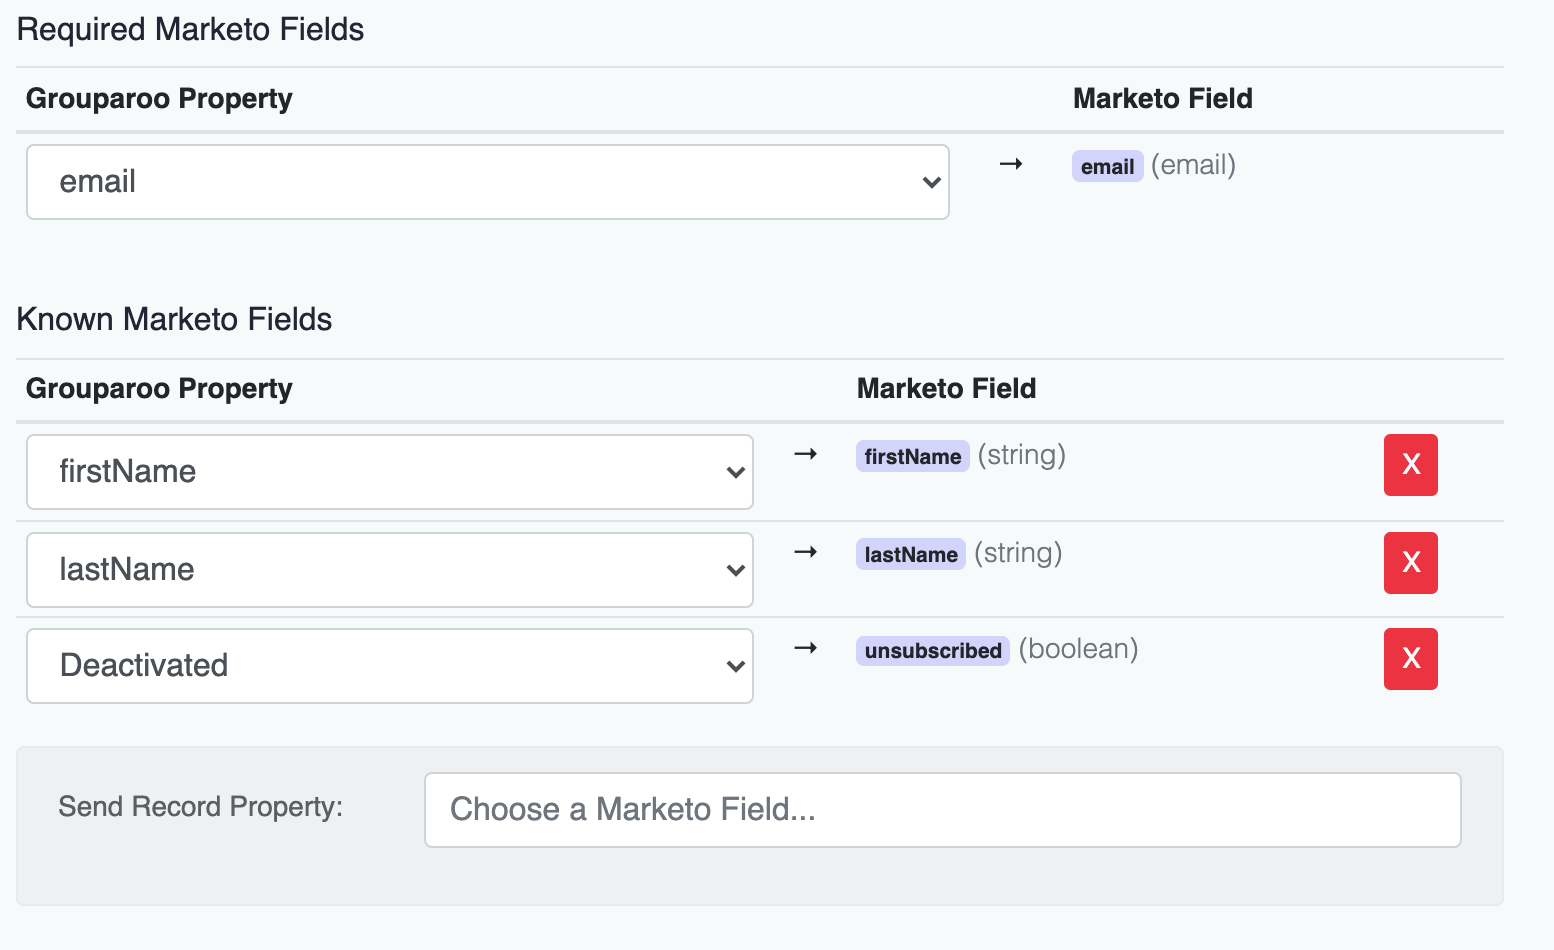 Required Marketo Fields
Grouparoo Property Marketo Field
email → email (email)
Known Marketo Fields
Grouparoo Property Marketo Field
firstName → firstName (string) X
lastName → lastName (string) X
Deactivated → unsubscribed (boolean) X
Send Record Property: Choose a Marketo Field...